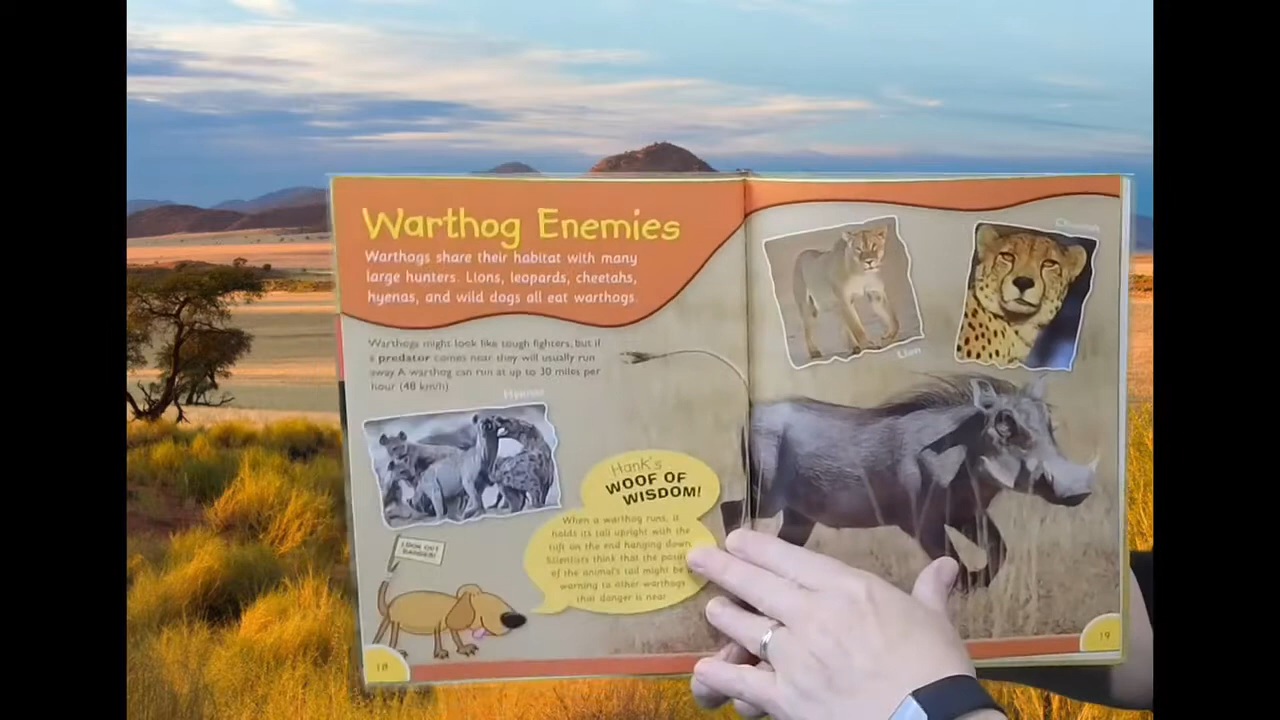 Warthog Enemies
Warthogs share their habitat with many
large hunters. Lions, leopards, cheetahs,
hyenas, and wild dogs all eat warthogs.
Warthogs might look like tough fighters, but if
a predator comes near they will usually run
away. A warthog can run at up to 30 miles per
hour (48 km/h)
Hyenas
Hank's
WOOF OF
WISDOM!
When a warthog runs, it
holds its tail upright with the
tuft on the end hanging down.
Scientists think that the
of the animal's tail might be a
warning to other warthogs
that danger is near.
LOOK OUT
DANGER!
18
Cheetah
Lion
19